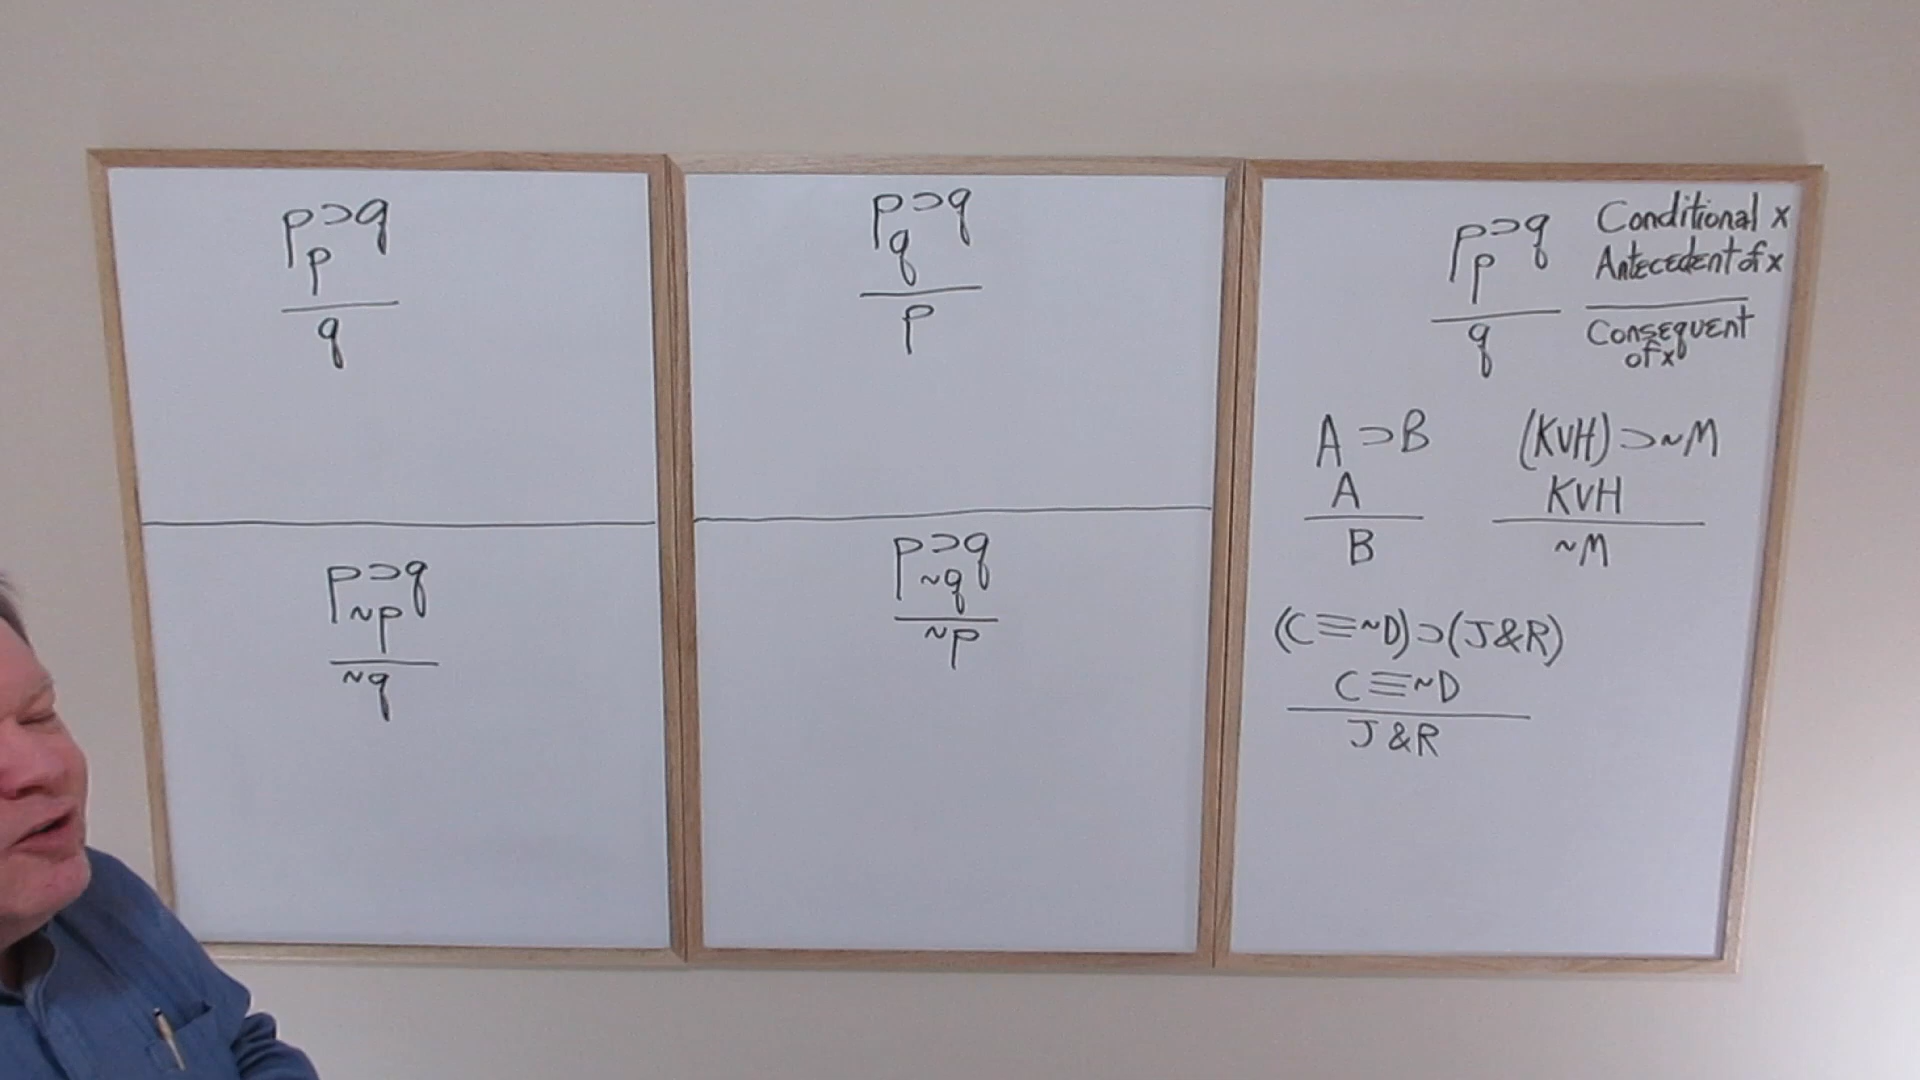 p⊃q
p
q
p⊃q
~p
~q
p⊃q
q
p
p⊃q
~q
~p
p⊃q Conditional x
p Antecedent of x
q Consequent
of x
A⊃B
A
B
(KVH)⊃~M
KVH
~M
(C≡~D)⊃(J&R)
C≡~D
J&R